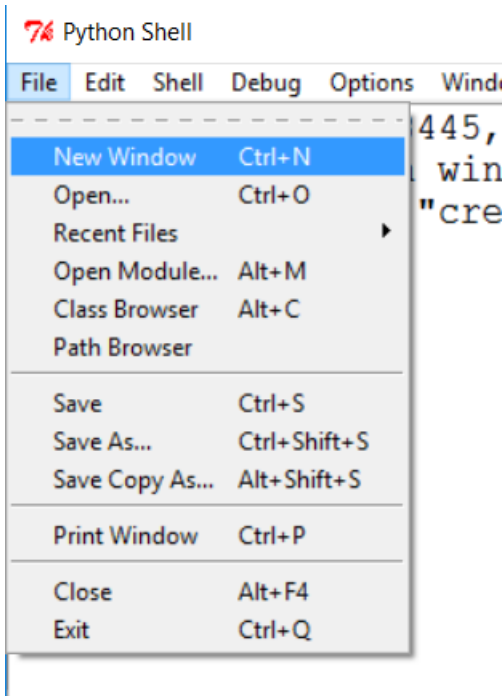 Python Shell
File Edit Shell Debug Options
445,
New Window Ctrl+N
win
Open... Ctrl+O
"cre
Recent Files
Open Module... Alt+M
Class Browser Alt+C
Path Browser
Save Ctrl+S
Save As... Ctrl+Shift+S
Save Copy As... Alt+Shift+S
Print Window Ctrl+P
Close Alt+F4
Exit Ctrl+Q